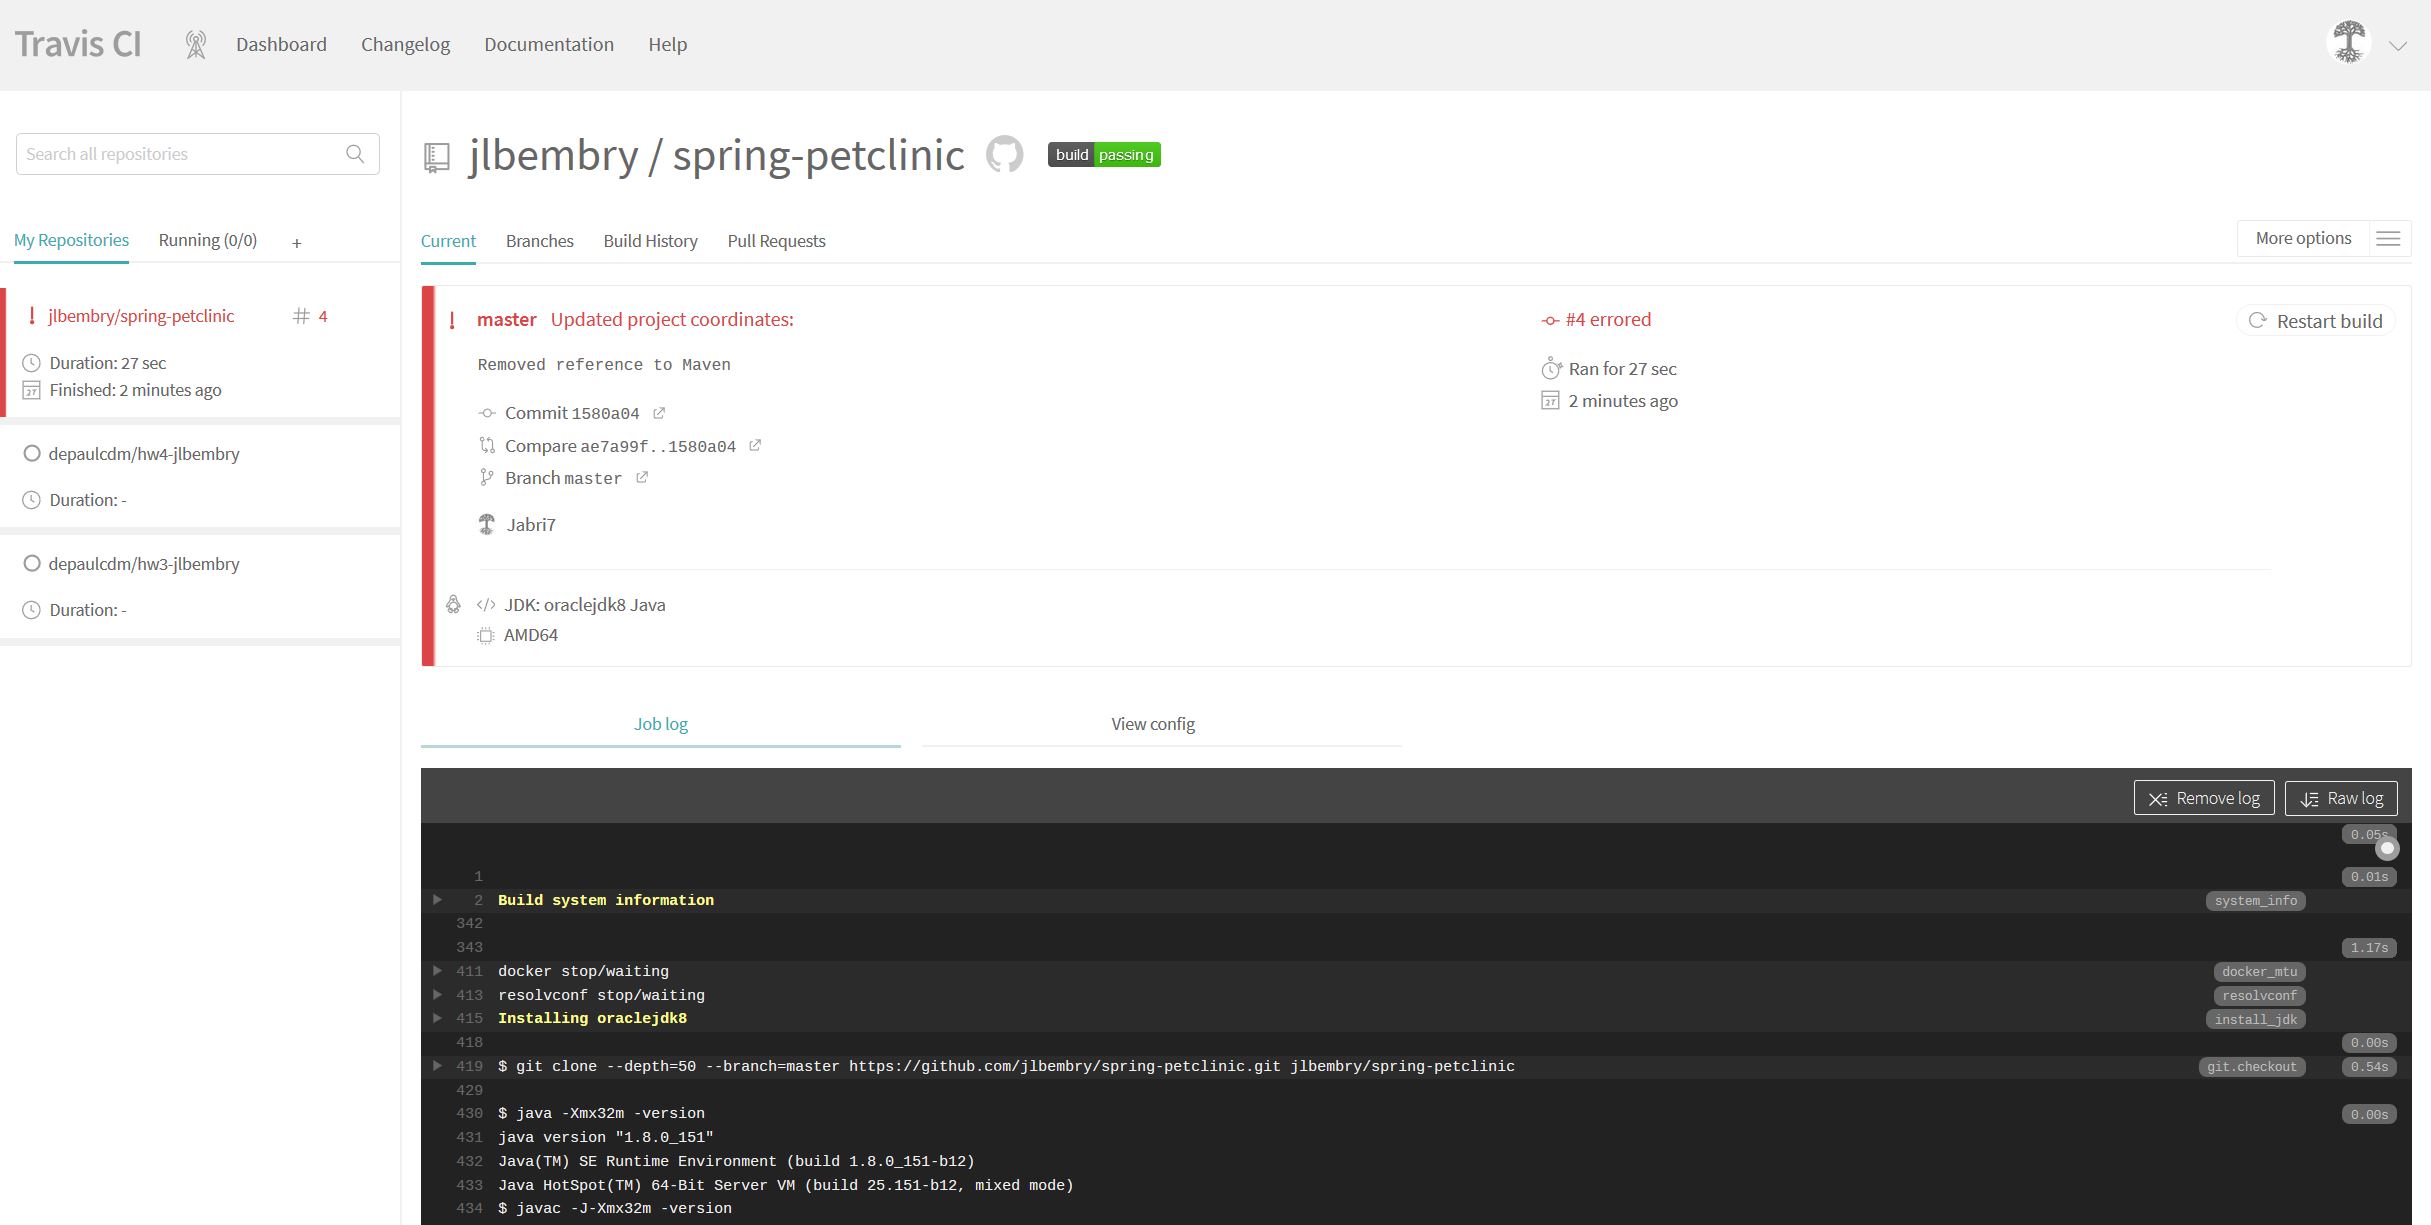 Travis CI
Dashboard
Changelog
Documentation
Help
Search all repositories
My Repositories
Running (0/0)
+
jlbembry/spring-petclinic
# 4
Duration: 27 sec
Finished: 2 minutes ago
depaulcdm/hw4-jlbembry
Duration: -
depaulcdm/hw3-jlbembry
Duration: -
jlbembry / spring-petclinic
build passing
Current
Branches
Build History
Pull Requests
More options
! master Updated project coordinates:
Removed reference to Maven
Commit 1580a04
Compare ae7a99f..1580a04
Branch master
Jabri7
#4 errored
Ran for 27 sec
2 minutes ago
Restart build
</> JDK: oraclejdk8 Java
AMD64
Job log
View config
Remove log
Raw log
0.05s
1 0.01s
2 Build system information system_info
342
343 1.17s
411 docker stop/waiting docker_mtu
413 resolvconf stop/waiting resolvconf
415 Installing oraclejdk8 install_jdk
418 0.00s
419 $ git clone --depth=50 --branch=master https://github.com/jlbembry/spring-petclinic.git jlbembry/spring-petclinic git.checkout 0.54s
429
430 $ java -Xmx32m -version 0.00s
431 java version "1.8.0_151"
432 Java(TM) SE Runtime Environment (build 1.8.0_151-b12)
433 Java HotSpot(TM) 64-Bit Server VM (build 25.151-b12, mixed mode)
434 $ javac -J-Xmx32m -version